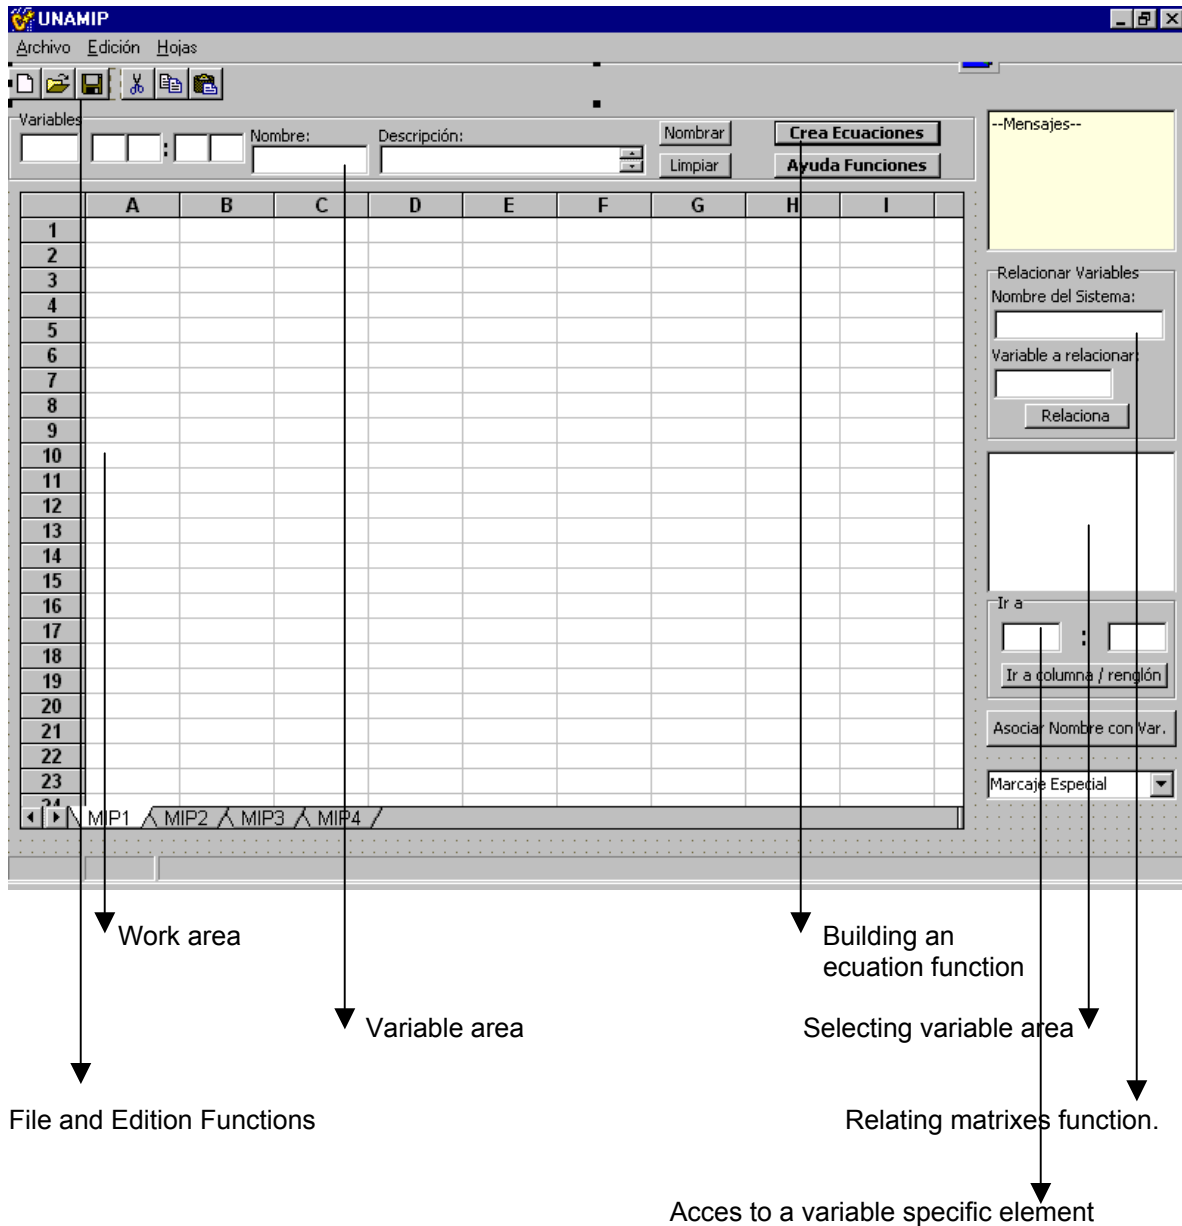 UNAMIP
Archivo Edición Hojas
Variables
: Nombre: Descripción: Nombrar Crea Ecuaciones
Limpiar Ayuda Funciones
--Mensajes--
A B C D E F G H I
1
2
3
4
5
6
7
8
9
10
11
12
13
14
15
16
17
18
19
20
21
22
23
24
MIP1 MIP2 MIP3 MIP4
Relacionar Variables
Nombre del Sistema:
Variable a relacionar:
Relaciona
Ir a
:
Ir a columna / renglón
Asociar Nombre con Var.
Marcaje Especial
Work area
Building an
ecuation function
Variable area
Selecting variable area
File and Edition Functions
Relating matrixes function.
Acces to a variable specific element